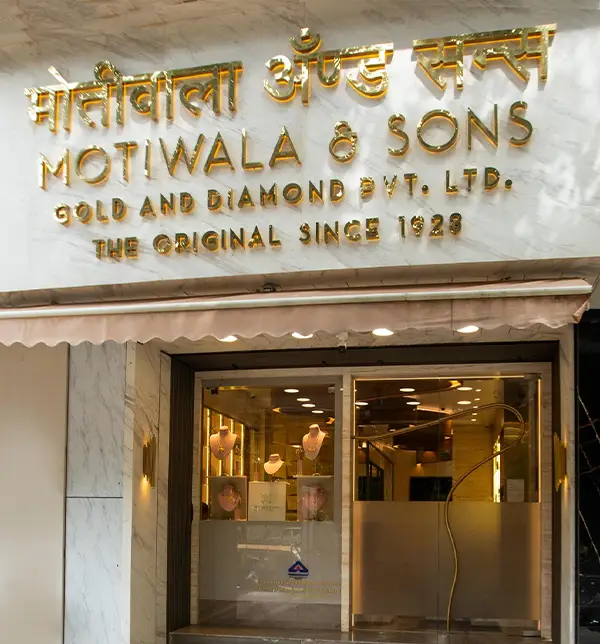 मोतीवाला अ‍ॅण्ड सन्स
MOTIWALA & SONS
GOLD AND DIAMOND PVT. LTD.
THE ORIGINAL SINCE 1928